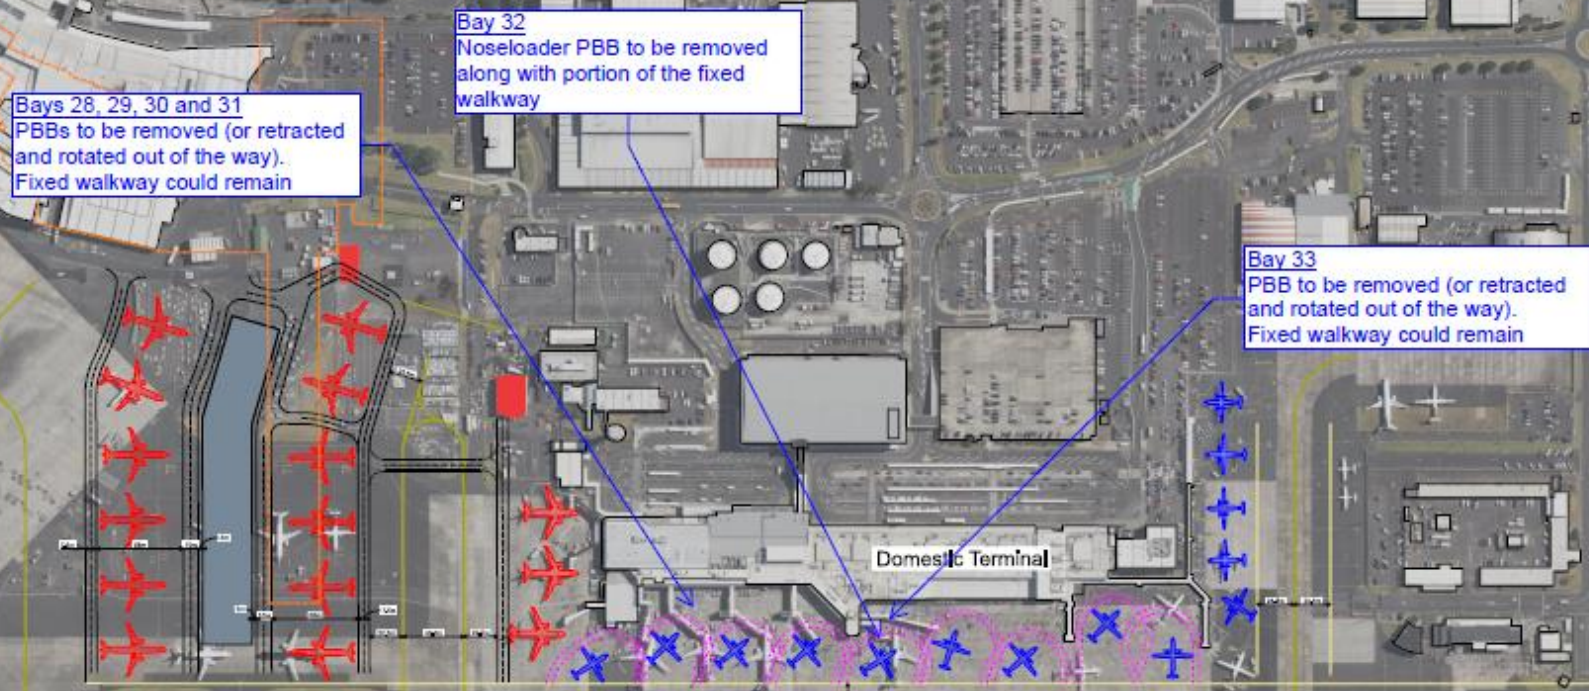 Bay 32
Noseloader PBB to be removed
along with portion of the fixed
walkway
Bays 28, 29, 30 and 31
PBBs to be removed (or retracted
and rotated out of the way).
Fixed walkway could remain
Bay 33
PBB to be removed (or retracted
and rotated out of the way).
Fixed walkway could remain
Domestic Terminal